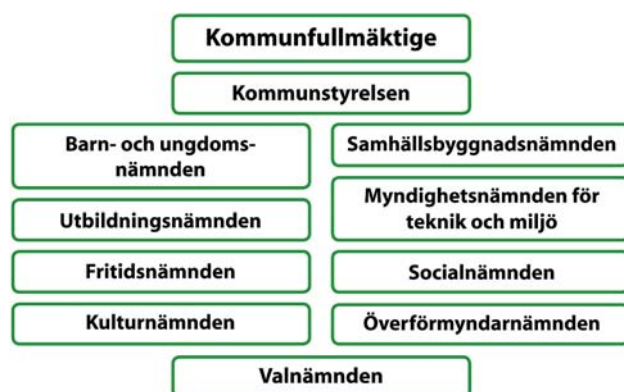 Kommunfullmäktige
Kommunstyrelsen
Barn- och ungdoms-
nämnden
Utbildningsnämnden
Fritidsnämnden
Kulturnämnden
Samhällsbyggnadsnämnden
Myndighetsnämnden för
teknik och miljö
Socialnämnden
Överförmyndarnämnden
Valnämnden